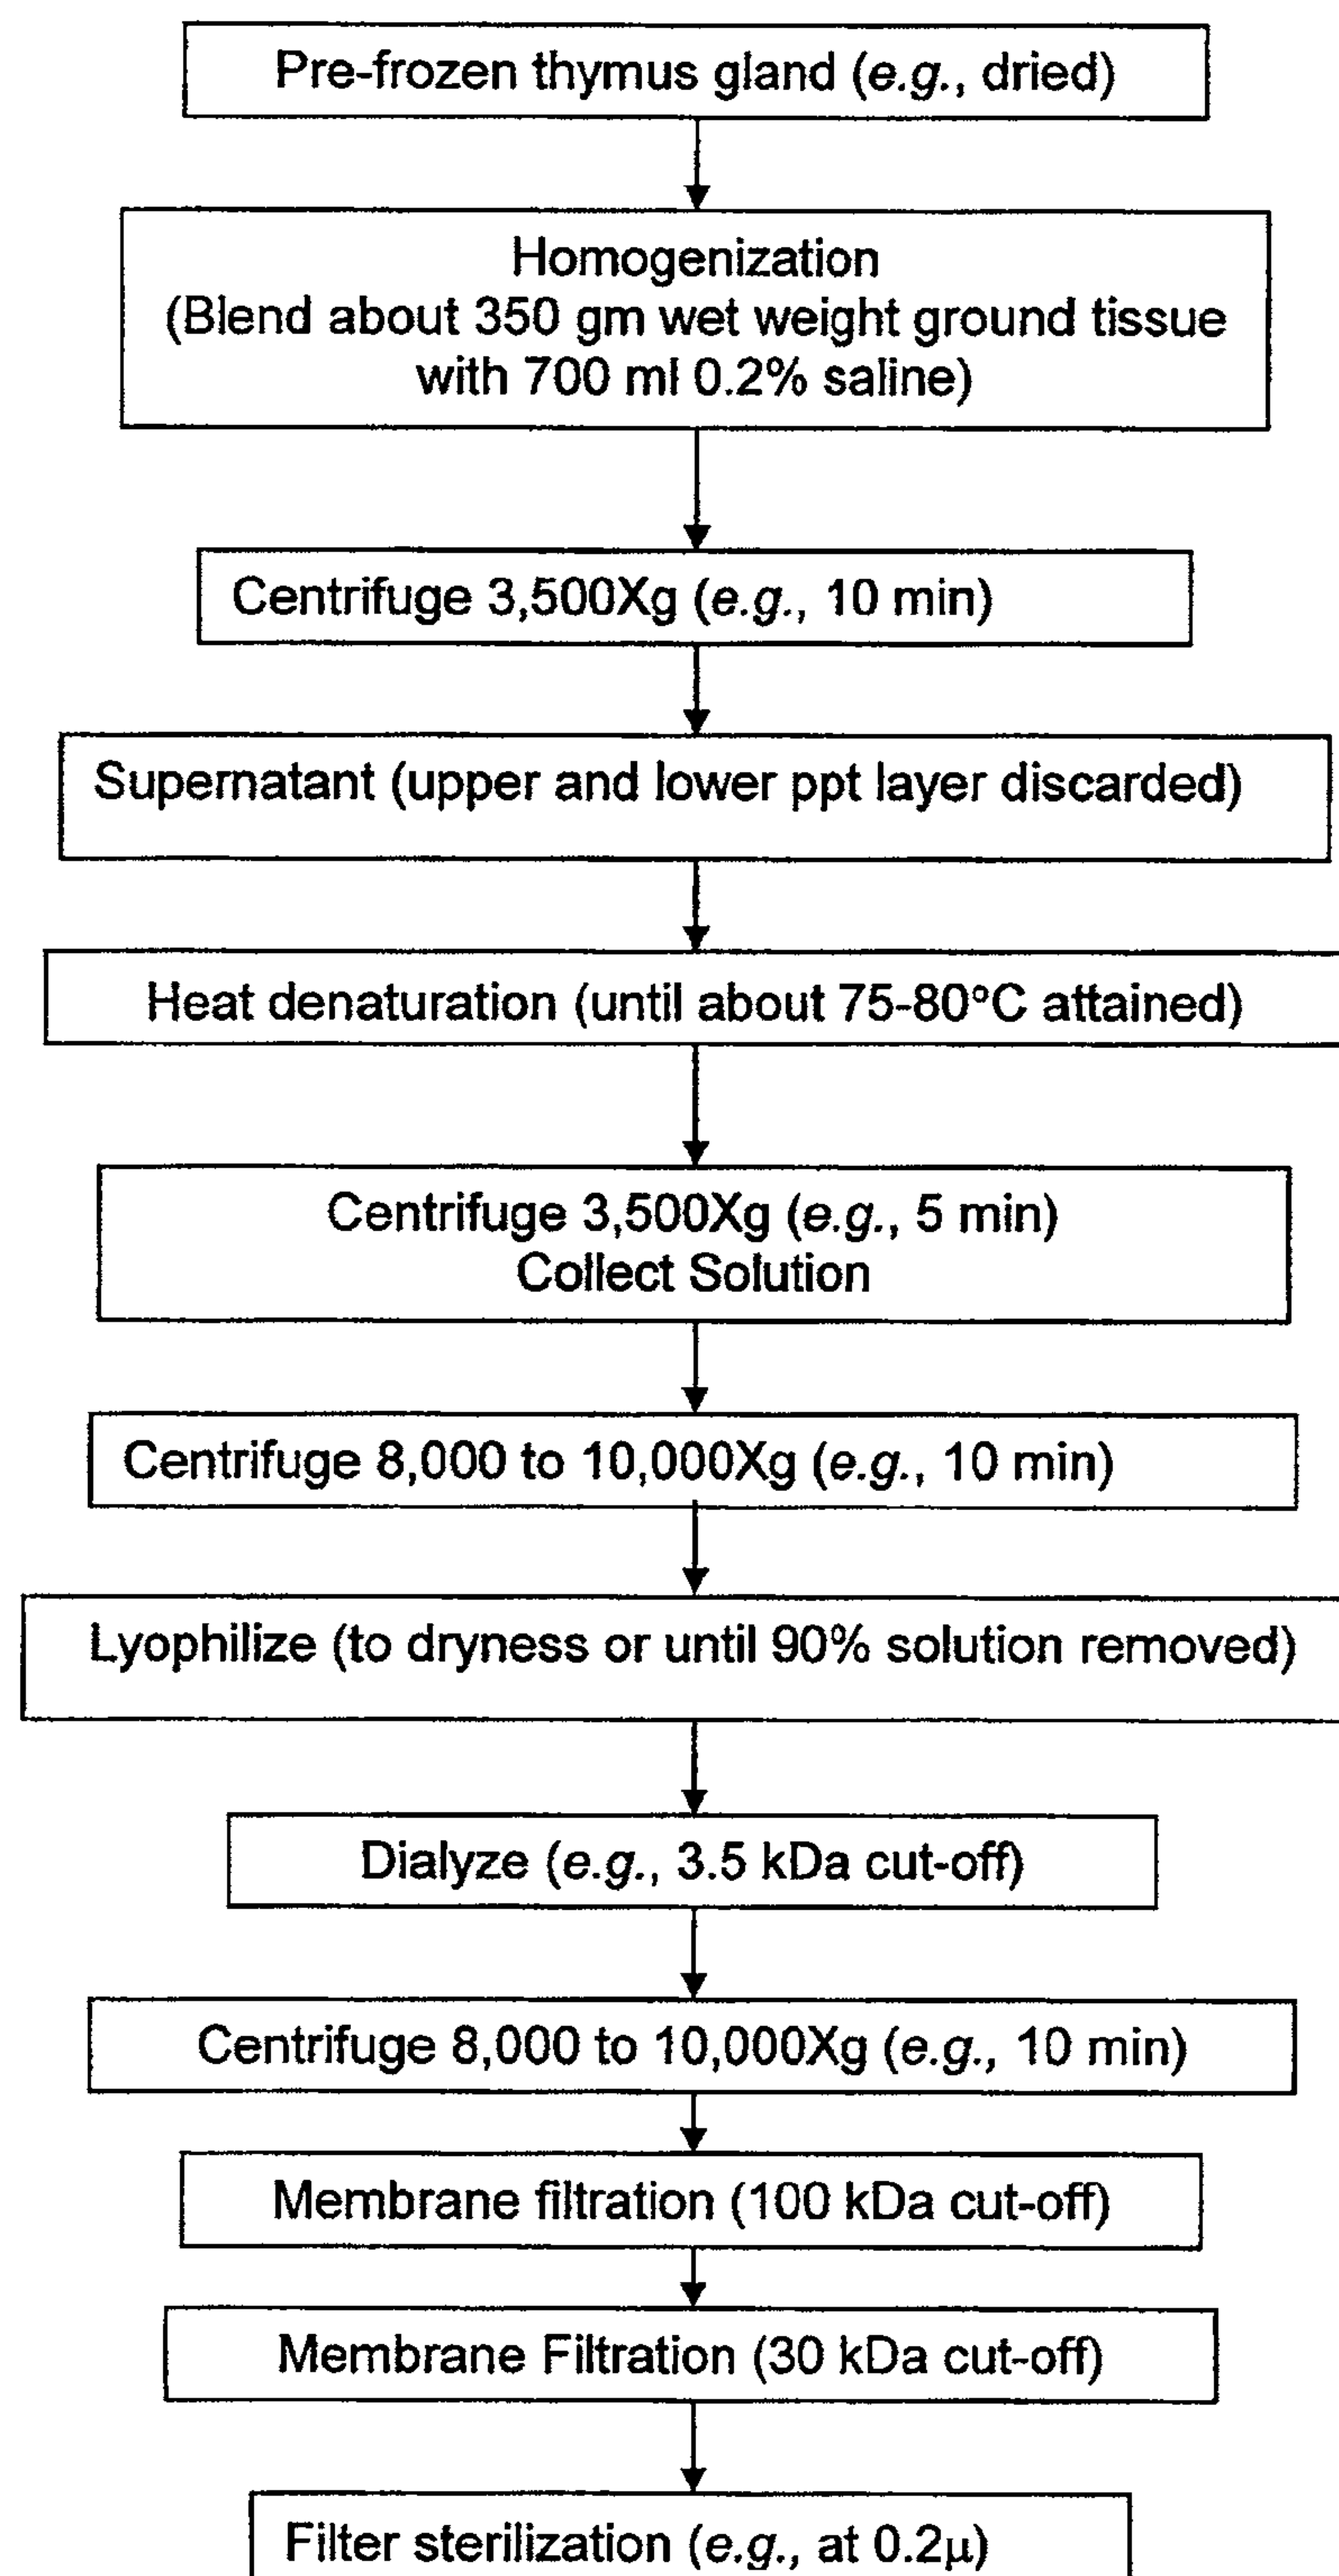 Pre-frozen thymus gland (e.g., dried)
Homogenization
(Blend about 350 gm wet weight ground tissue
with 700 ml 0.2% saline)
Centrifuge 3,500Xg (e.g., 10 min)
Supernatant (upper and lower ppt layer discarded)
Heat denaturation (until about 75-80°C attained)
Centrifuge 3,500Xg (e.g., 5 min)
Collect Solution
Centrifuge 8,000 to 10,000Xg (e.g., 10 min)
Lyophilize (to dryness or until 90% solution removed)
Dialyze (e.g., 3.5 kDa cut-off)
Centrifuge 8,000 to 10,000Xg (e.g., 10 min)
Membrane filtration (100 kDa cut-off)
Membrane Filtration (30 kDa cut-off)
Filter sterilization (e.g., at 0.2μ)